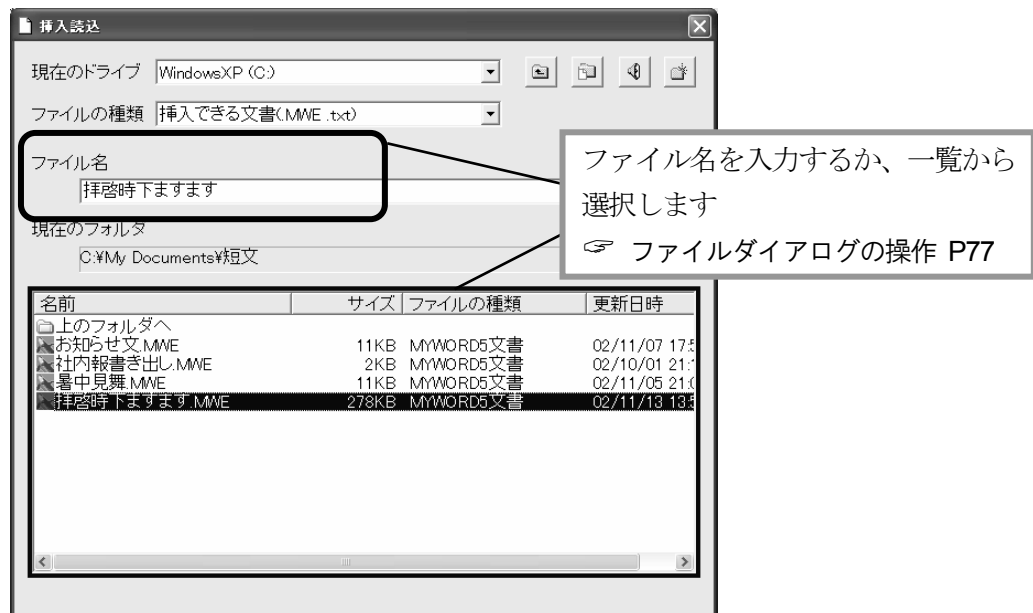 挿入読込
現在のドライブ WindowsXP (C:)
ファイルの種類 挿入できる文書(.MWE .txt)
ファイル名
拝啓時下ますます
現在のフォルダ
C:¥My Documents¥短文
ファイル名を入力するか、一覧から
選択します
☞ ファイルダイアログの操作 P77
名前 サイズ ファイルの種類 更新日時
上のフォルダへ
お知らせ文.MWE 11KB MYWORD5文書 02/11/07 17:5
社内報書き出し.MWE 2KB MYWORD5文書 02/10/01 21:
暑中見舞.MWE 11KB MYWORD5文書 02/11/05 21:
拝啓時下ますます.MWE 278KB MYWORD5文書 02/11/13 13:5